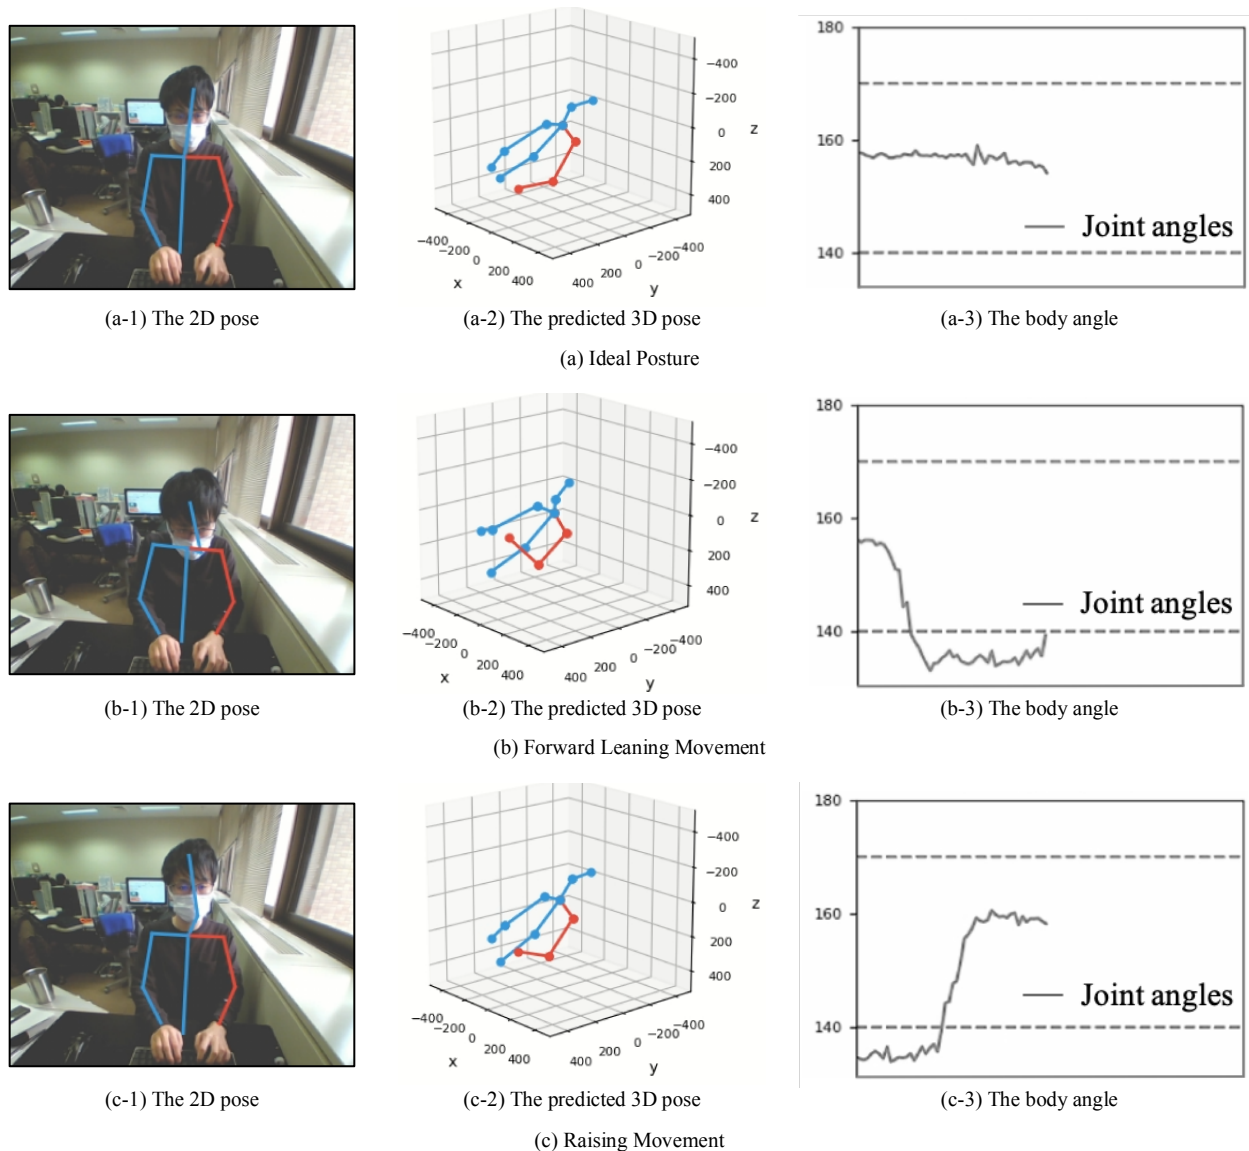 −400
−200
0
z
200
400
−400
−200
0
200
400
x
400
200
0
−200
−400
y
180
160
140
Joint angles
(a-1) The 2D pose
(a-2) The predicted 3D pose
(a-3) The body angle
(a) Ideal Posture
−400
−200
0
z
200
400
−400
−200
0
200
400
x
400
200
0
−200
−400
y
180
160
140
Joint angles
(b-1) The 2D pose
(b-2) The predicted 3D pose
(b-3) The body angle
(b) Forward Leaning Movement
−400
−200
0
z
200
400
−400
−200
0
200
400
x
400
200
0
−200
−400
y
180
160
140
Joint angles
(c-1) The 2D pose
(c-2) The predicted 3D pose
(c-3) The body angle
(c) Raising Movement